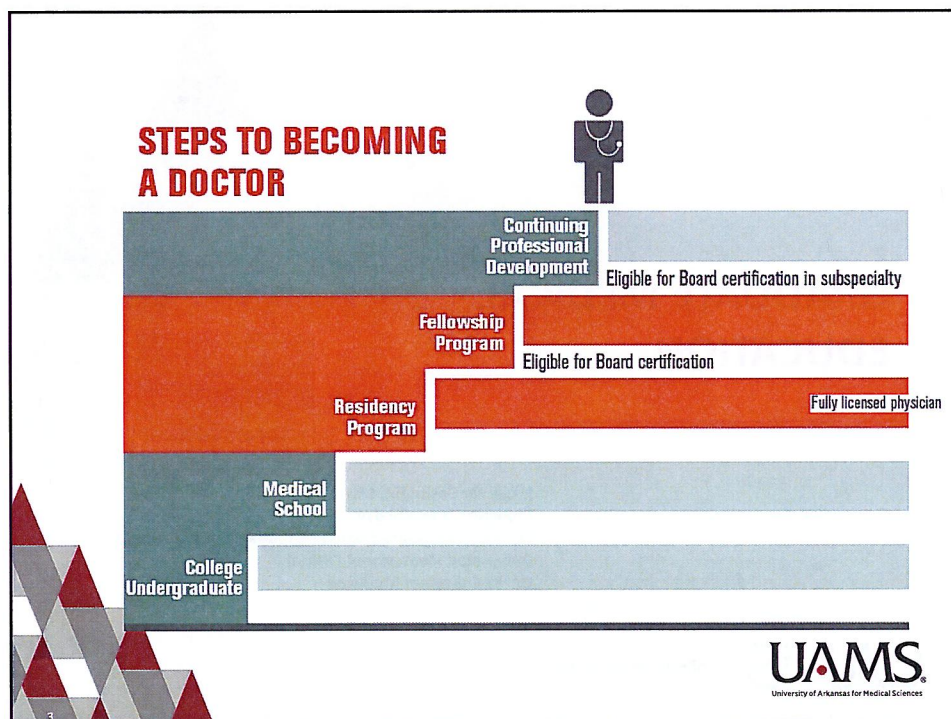 STEPS TO BECOMING
A DOCTOR
Continuing
Professional
Development
Eligible for Board certification in subspecialty
Fellowship
Program
Eligible for Board certification
Residency
Program
Fully licensed physician
Medical
School
College
Undergraduate
UAMS®
University of Arkansas for Medical Sciences
3